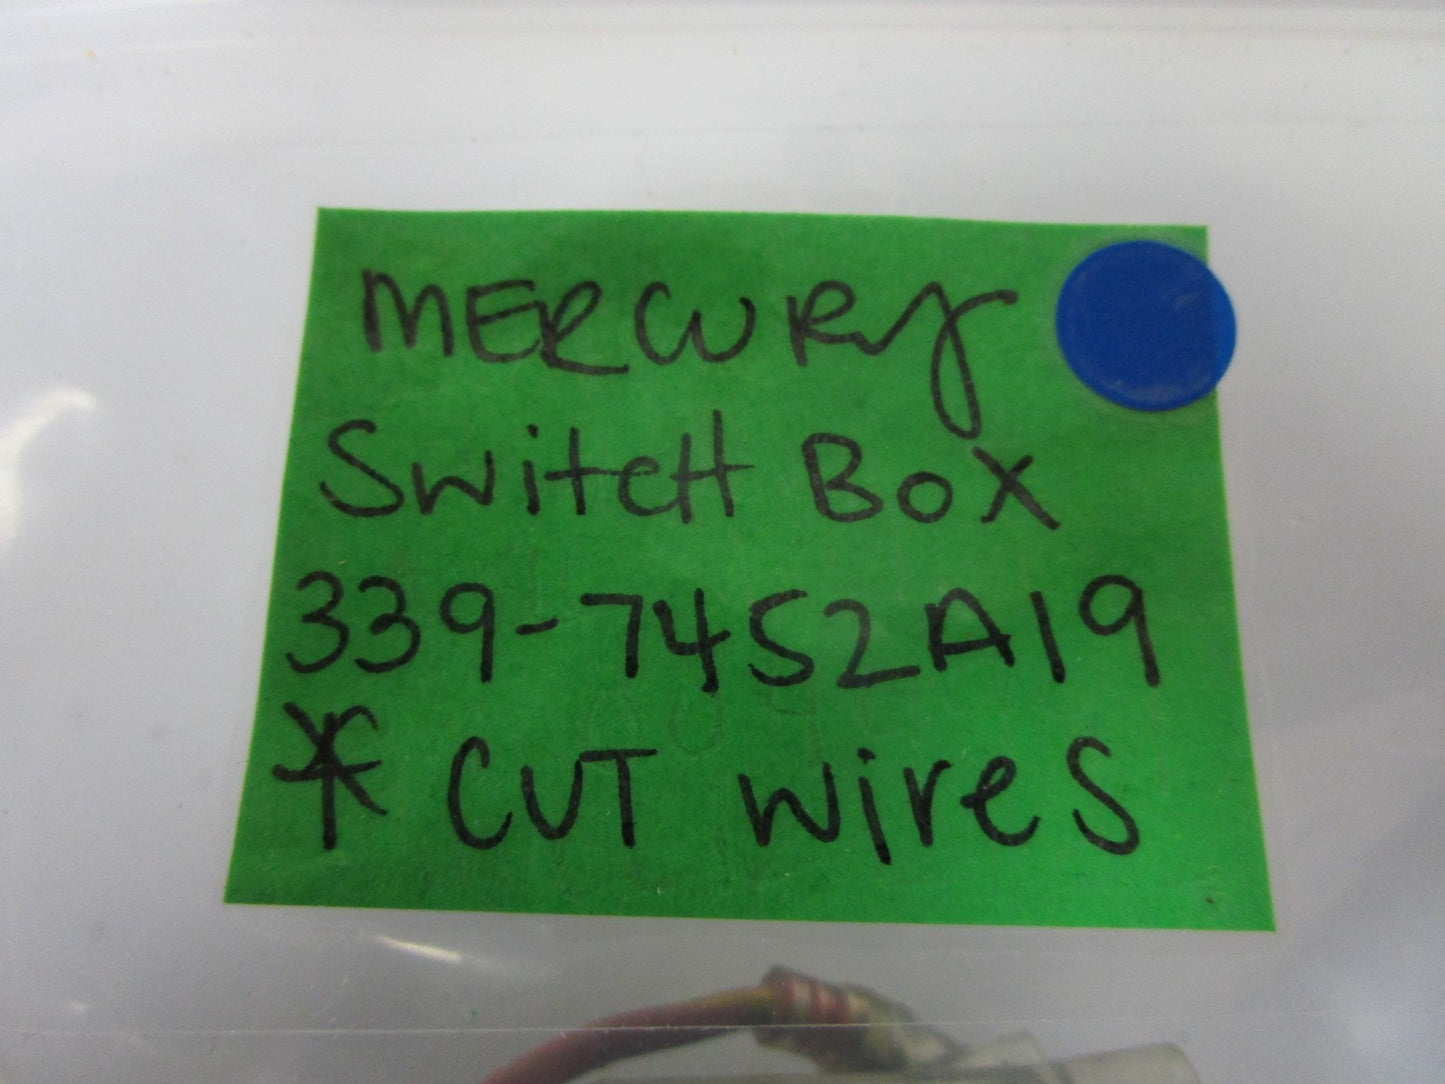 MERCURY
SwitcH Box
339-7452A19
* CUT wires